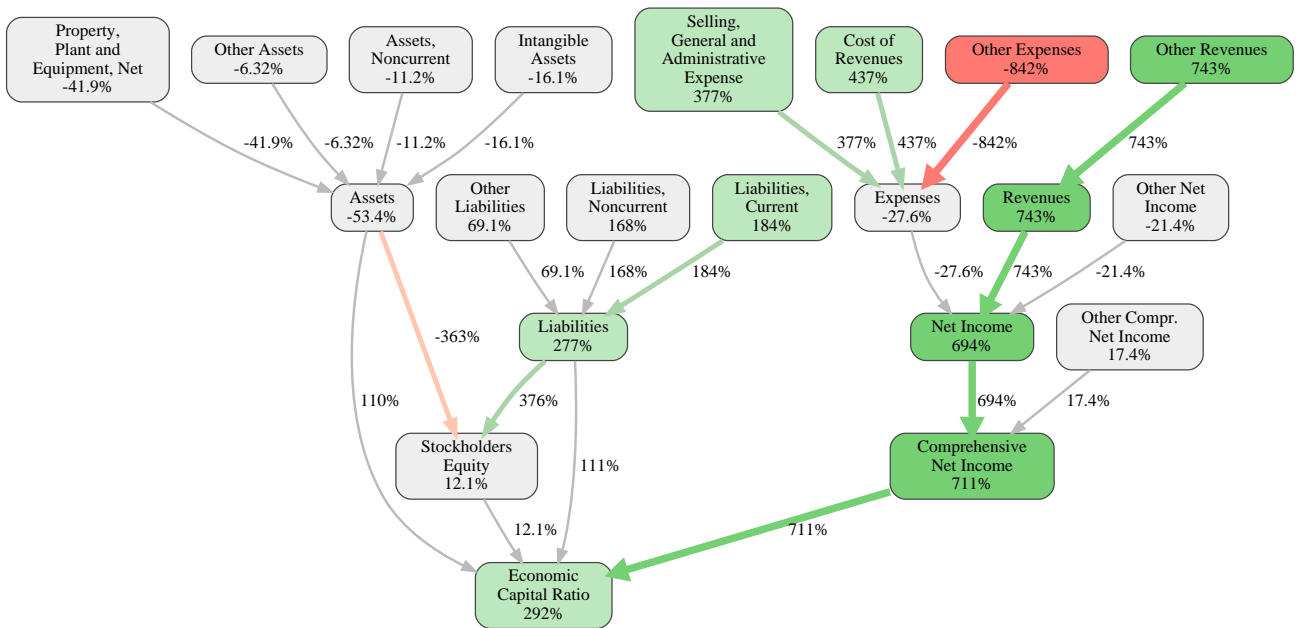 Property,
Plant and
Equipment, Net
-41.9%
Other Assets
-6.32%
Assets,
Noncurrent
-11.2%
Intangible
Assets
-16.1%
Selling,
General and
Administrative
Expense
377%
Cost of
Revenues
437%
Other Expenses
-842%
Other Revenues
743%
-41.9%
-6.32%
-11.2%
-16.1%
377%
437%
-842%
743%
Assets
-53.4%
Other
Liabilities
69.1%
Liabilities,
Noncurrent
168%
Liabilities,
Current
184%
Expenses
-27.6%
Revenues
743%
Other Net
Income
-21.4%
69.1%
168%
184%
-27.6%
743%
-21.4%
Liabilities
277%
Net Income
694%
Other Compr.
Net Income
17.4%
-363%
110%
376%
111%
694%
17.4%
Stockholders
Equity
12.1%
Comprehensive
Net Income
711%
12.1%
711%
Economic
Capital Ratio
292%